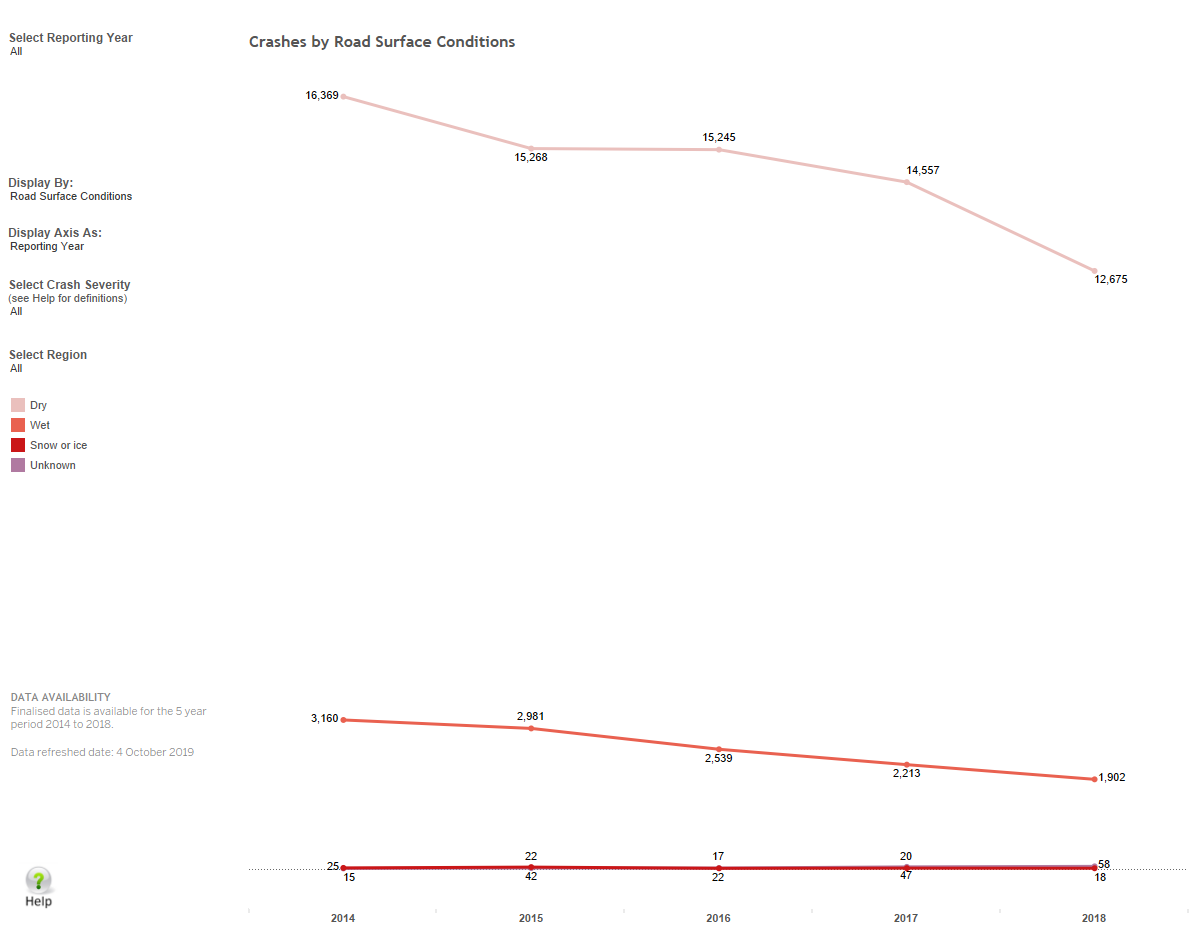 Select Reporting Year
All
Crashes by Road Surface Conditions
16,369
15,268
15,245
14,557
12,675
Display By:
Road Surface Conditions
Display Axis As:
Reporting Year
Select Crash Severity
(see Help for definitions)
All
Select Region
All
Dry
Wet
Snow or ice
Unknown
DATA AVAILABILITY
Finalised data is available for the 5 year
period 2014 to 2018.
Data refreshed date: 4 October 2019
3,160
2,981
2,539
2,213
1,902
25
22
17
20
58
15
42
22
47
18
?
Help
2014
2015
2016
2017
2018